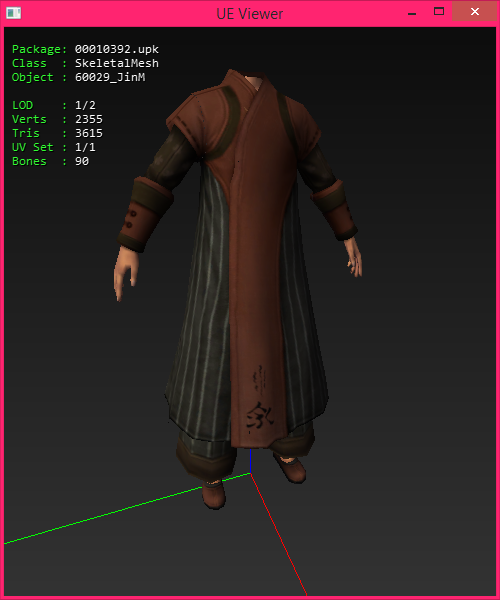 UE Viewer
Package: 00010392.upk
Class : SkeletalMesh
Object : 60029_JinM
LOD : 1/2
Verts : 2355
Tris : 3615
UV Set : 1/1
Bones : 90